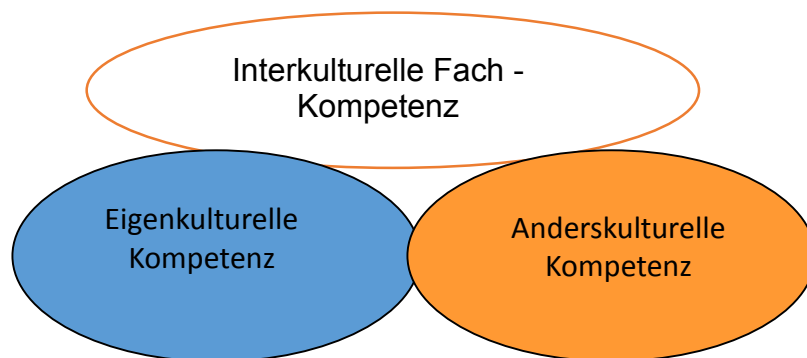 Interkulturelle Fach -
Kompetenz
Eigenkulturelle
Kompetenz
Anderskulturelle
Kompetenz